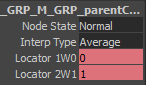 _GRP_M_GRP_parentC...
Node State Normal
Interp Type Average
Locator 1W0 0
Locator 2W1 1